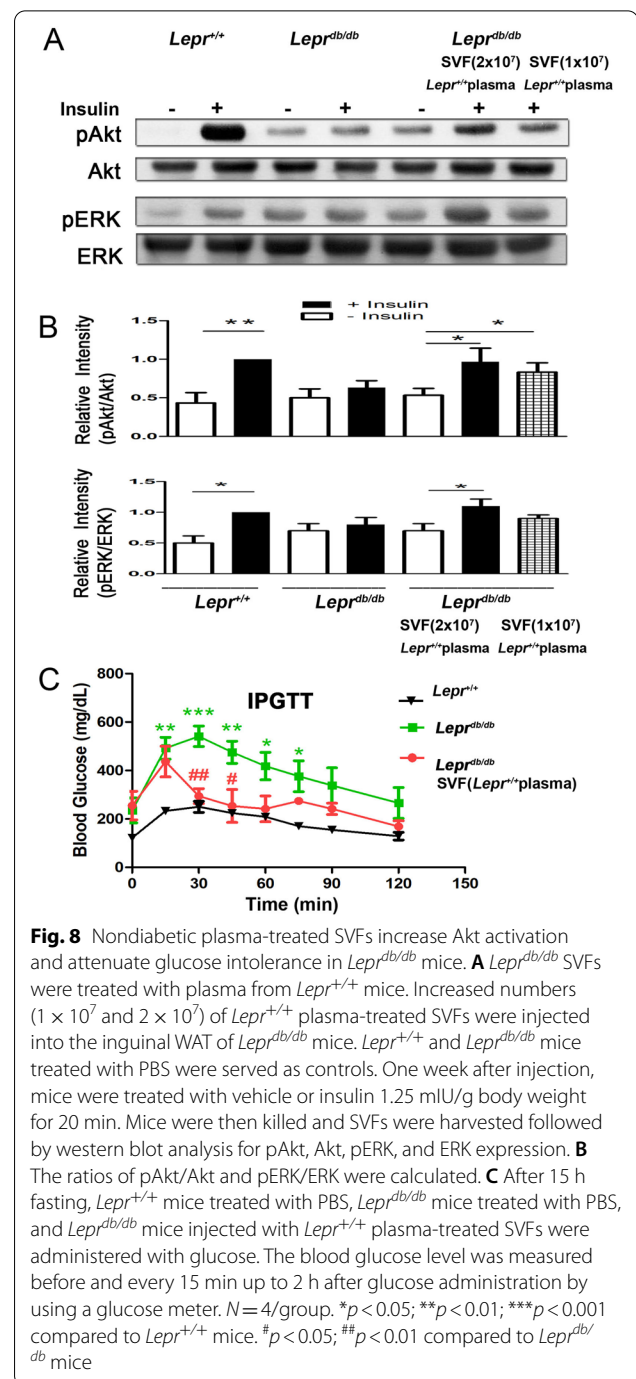 A
Lepr+/+ Leprdb/db Leprdb/db
SVF(2x10⁷) SVF(1x10⁷)
Lepr+/+plasma Lepr+/+plasma
Insulin - + - + - + +
pAkt
Akt
pERK
ERK
B
+ Insulin
- Insulin
Relative Intensity
(pAkt/Akt)
1.5
1.0
0.5
0.0
**
*
*
Relative Intensity
(pERK/ERK)
1.5
1.0
0.5
0.0
*
*
Lepr+/+ Leprdb/db Leprdb/db
SVF(2x10⁷) SVF(1x10⁷)
Lepr+/+plasma Lepr+/+plasma
C
IPGTT
Blood Glucose (mg/dL)
800
600
400
200
0
** *** ** * *
## #
0 30 60 90 120 150
Time (min)
Lepr+/+
Leprdb/db
Leprdb/db
SVF(Lepr+/+plasma)
Fig. 8 Nondiabetic plasma-treated SVFs increase Akt activation
and attenuate glucose intolerance in Leprdb/db mice. A Leprdb/db SVFs
were treated with plasma from Lepr+/+ mice. Increased numbers
(1 × 10⁷ and 2 × 10⁷) of Lepr+/+ plasma-treated SVFs were injected
into the inguinal WAT of Leprdb/db mice. Lepr+/+ and Leprdb/db mice
treated with PBS were served as controls. One week after injection,
mice were treated with vehicle or insulin 1.25 mIU/g body weight
for 20 min. Mice were then killed and SVFs were harvested followed
by western blot analysis for pAkt, Akt, pERK, and ERK expression. B
The ratios of pAkt/Akt and pERK/ERK were calculated. C After 15 h
fasting, Lepr+/+ mice treated with PBS, Leprdb/db mice treated with PBS,
and Leprdb/db mice injected with Lepr+/+ plasma-treated SVFs were
administered with glucose. The blood glucose level was measured
before and every 15 min up to 2 h after glucose administration by
using a glucose meter. N = 4/group. *p < 0.05; **p < 0.01; ***p < 0.001
compared to Lepr+/+ mice. #p < 0.05; ##p < 0.01 compared to Leprdb/
db mice